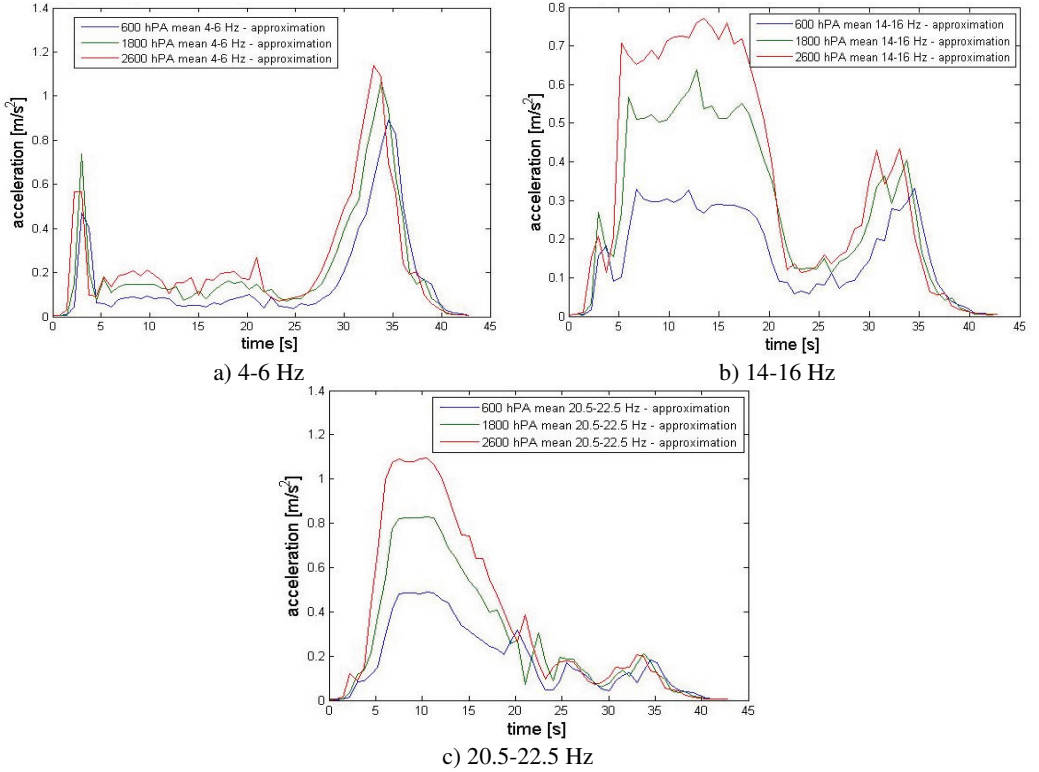 1.4
1.2
1
0.8
0.6
0.4
0.2
0
acceleration [m/s²]
600 hPA mean 4-6 Hz - approximation
1800 hPA mean 4-6 Hz - approximation
2600 hPA mean 4-6 Hz - approximation
0 5 10 15 20 25 30 35 40 45
time [s]
a) 4-6 Hz
0.8
0.7
0.6
0.5
0.4
0.3
0.2
0.1
0
acceleration [m/s²]
600 hPA mean 14-16 Hz - approximation
1800 hPA mean 14-16 Hz - approximation
2600 hPA mean 14-16 Hz - approximation
0 5 10 15 20 25 30 35 40 45
time [s]
b) 14-16 Hz
1.4
1.2
1
0.8
0.6
0.4
0.2
0
acceleration [m/s²]
600 hPA mean 20.5-22.5 Hz - approximation
1800 hPA mean 20.5-22.5 Hz - approximation
2600 hPA mean 20.5-22.5 Hz - approximation
0 5 10 15 20 25 30 35 40 45
time [s]
c) 20.5-22.5 Hz